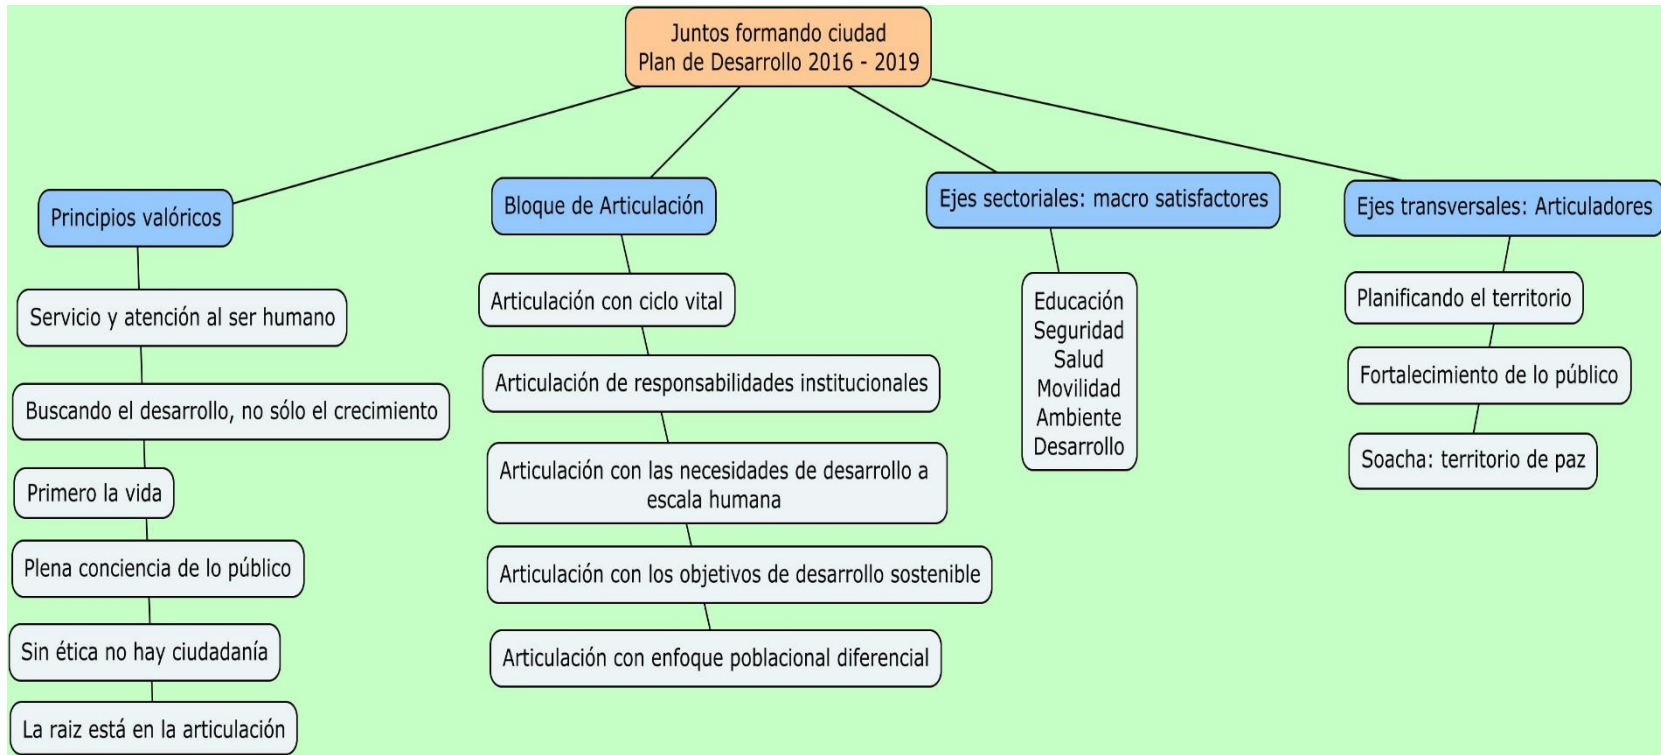 Juntos formando ciudad
Plan de Desarrollo 2016 - 2019
Principios valóricos
Servicio y atención al ser humano
Buscando el desarrollo, no sólo el crecimiento
Primero la vida
Plena conciencia de lo público
Sin ética no hay ciudadanía
La raiz está en la articulación
Bloque de Articulación
Articulación con ciclo vital
Articulación de responsabilidades institucionales
Articulación con las necesidades de desarrollo a
escala humana
Articulación con los objetivos de desarrollo sostenible
Articulación con enfoque poblacional diferencial
Ejes sectoriales: macro satisfactores
Educación
Seguridad
Salud
Movilidad
Ambiente
Desarrollo
Ejes transversales: Articuladores
Planificando el territorio
Fortalecimiento de lo público
Soacha: territorio de paz